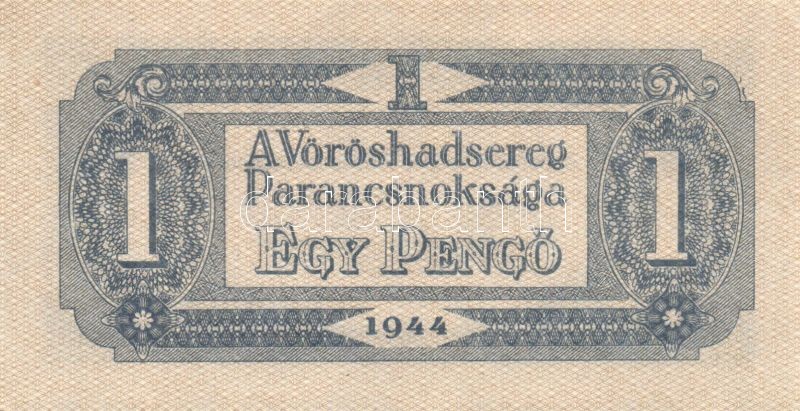 1
A Vöröshadsereg
Parancsnoksága
EGY PENGŐ
1
1
1944